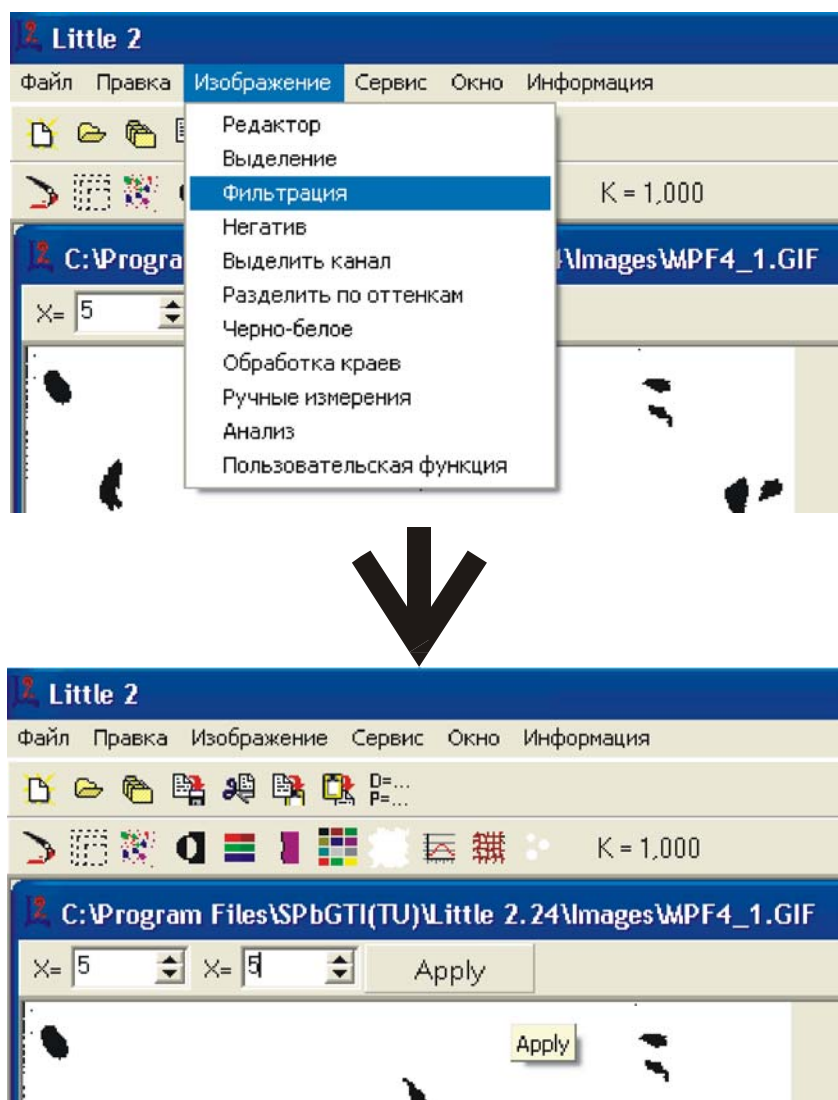 Little 2
Файл Правка Изображение Сервис Окно Информация
Редактор
Выделение
Фильтрация
K = 1,000
Негатив
C:\Progra
Выделить канал
\Images\MPF4_1.GIF
Разделить по оттенкам
X= 5
Черно-белое
Обработка краев
Ручные измерения
Анализ
Пользовательская функция
Little 2
Файл Правка Изображение Сервис Окно Информация
D=...
P=...
K = 1,000
C:\Program Files\SPbGTI(TU)\Little 2.24\Images\MPF4_1.GIF
X= 5 X= 5 Apply
Apply